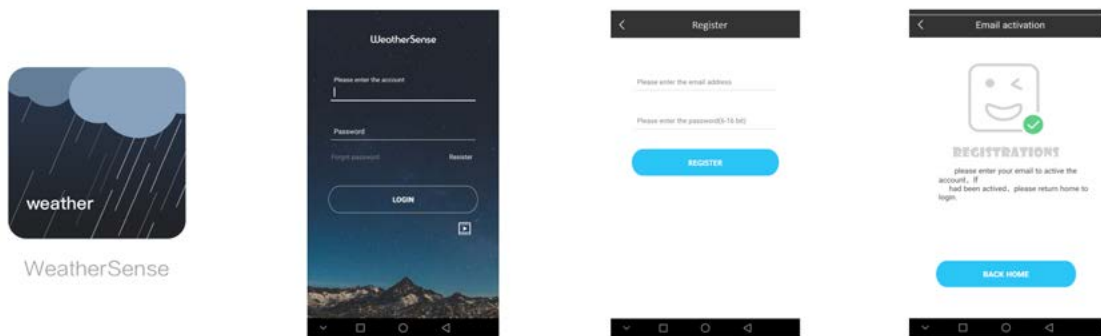 weather
WeatherSense
WeatherSense
Please enter the account
Password
Forgot password Register
LOGIN
Register
Please enter the email address
Please enter the password(6-16 bit)
REGISTER
Email activation
REGISTRATIONS
please enter your email to active the
account, If
had been actived, please return home to
login.
BACK HOME